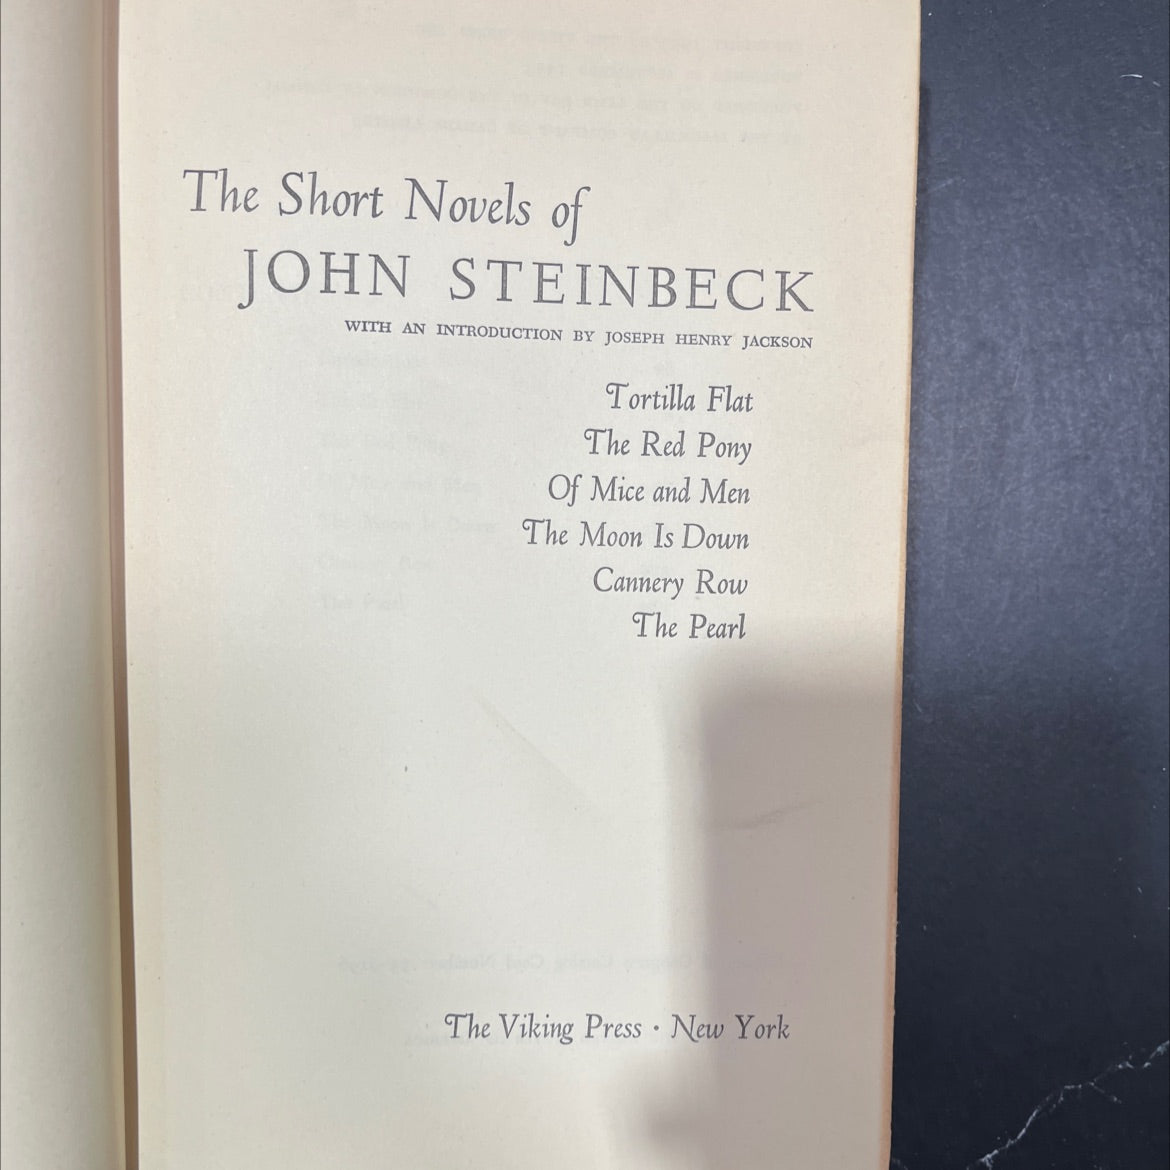 The Short Novels of
JOHN STEINBECK
WITH AN INTRODUCTION BY JOSEPH HENRY JACKSON
Tortilla Flat
The Red Pony
Of Mice and Men
The Moon Is Down
Cannery Row
The Pearl
The Viking Press · New York